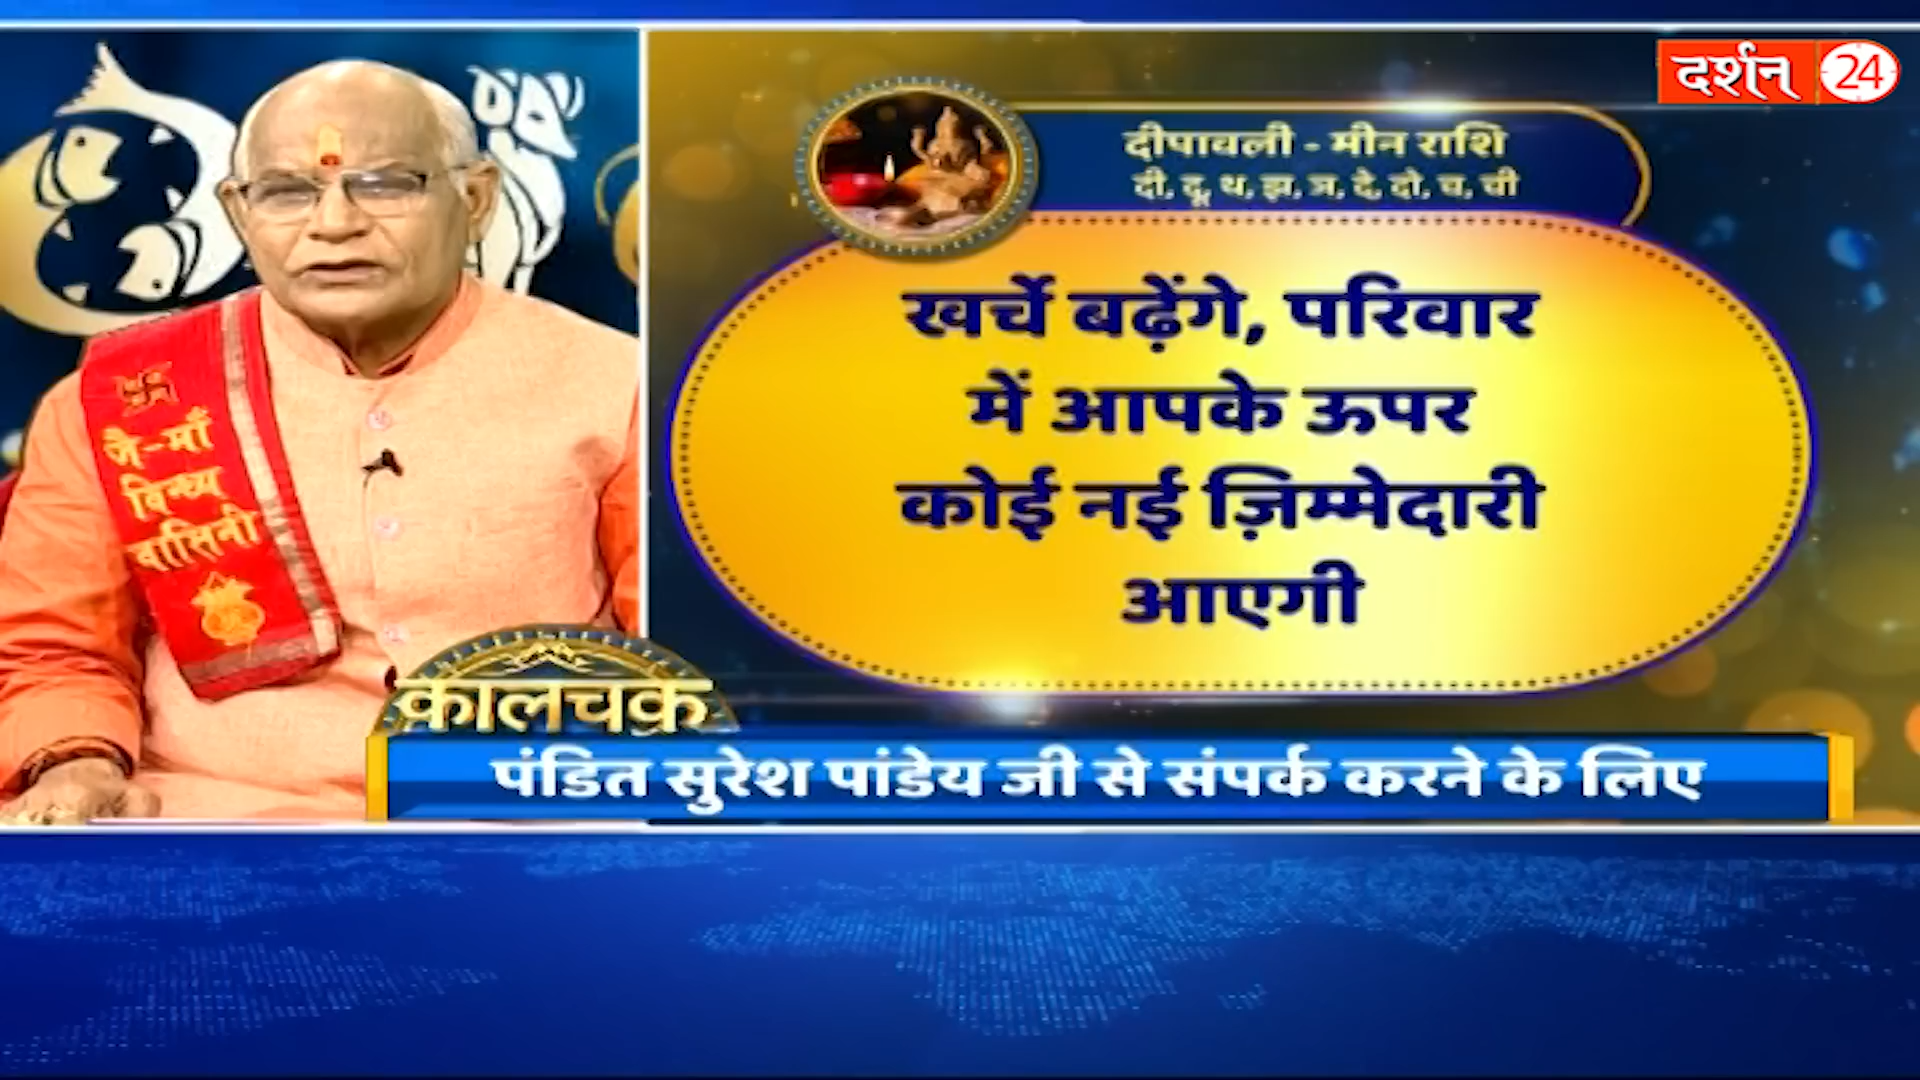 दर्शन 24
दीपावली - मीन राशि
दी, दू, थ, झ, ञ, दे, दो, च, ची
खर्चे बढ़ेंगे, परिवार
में आपके ऊपर
कोई नई ज़िम्मेदारी
आएगी
जै-माँ
विन्ध्य
वासिनी
कालचक्र
पंडित सुरेश पांडेय जी से संपर्क करने के लिए